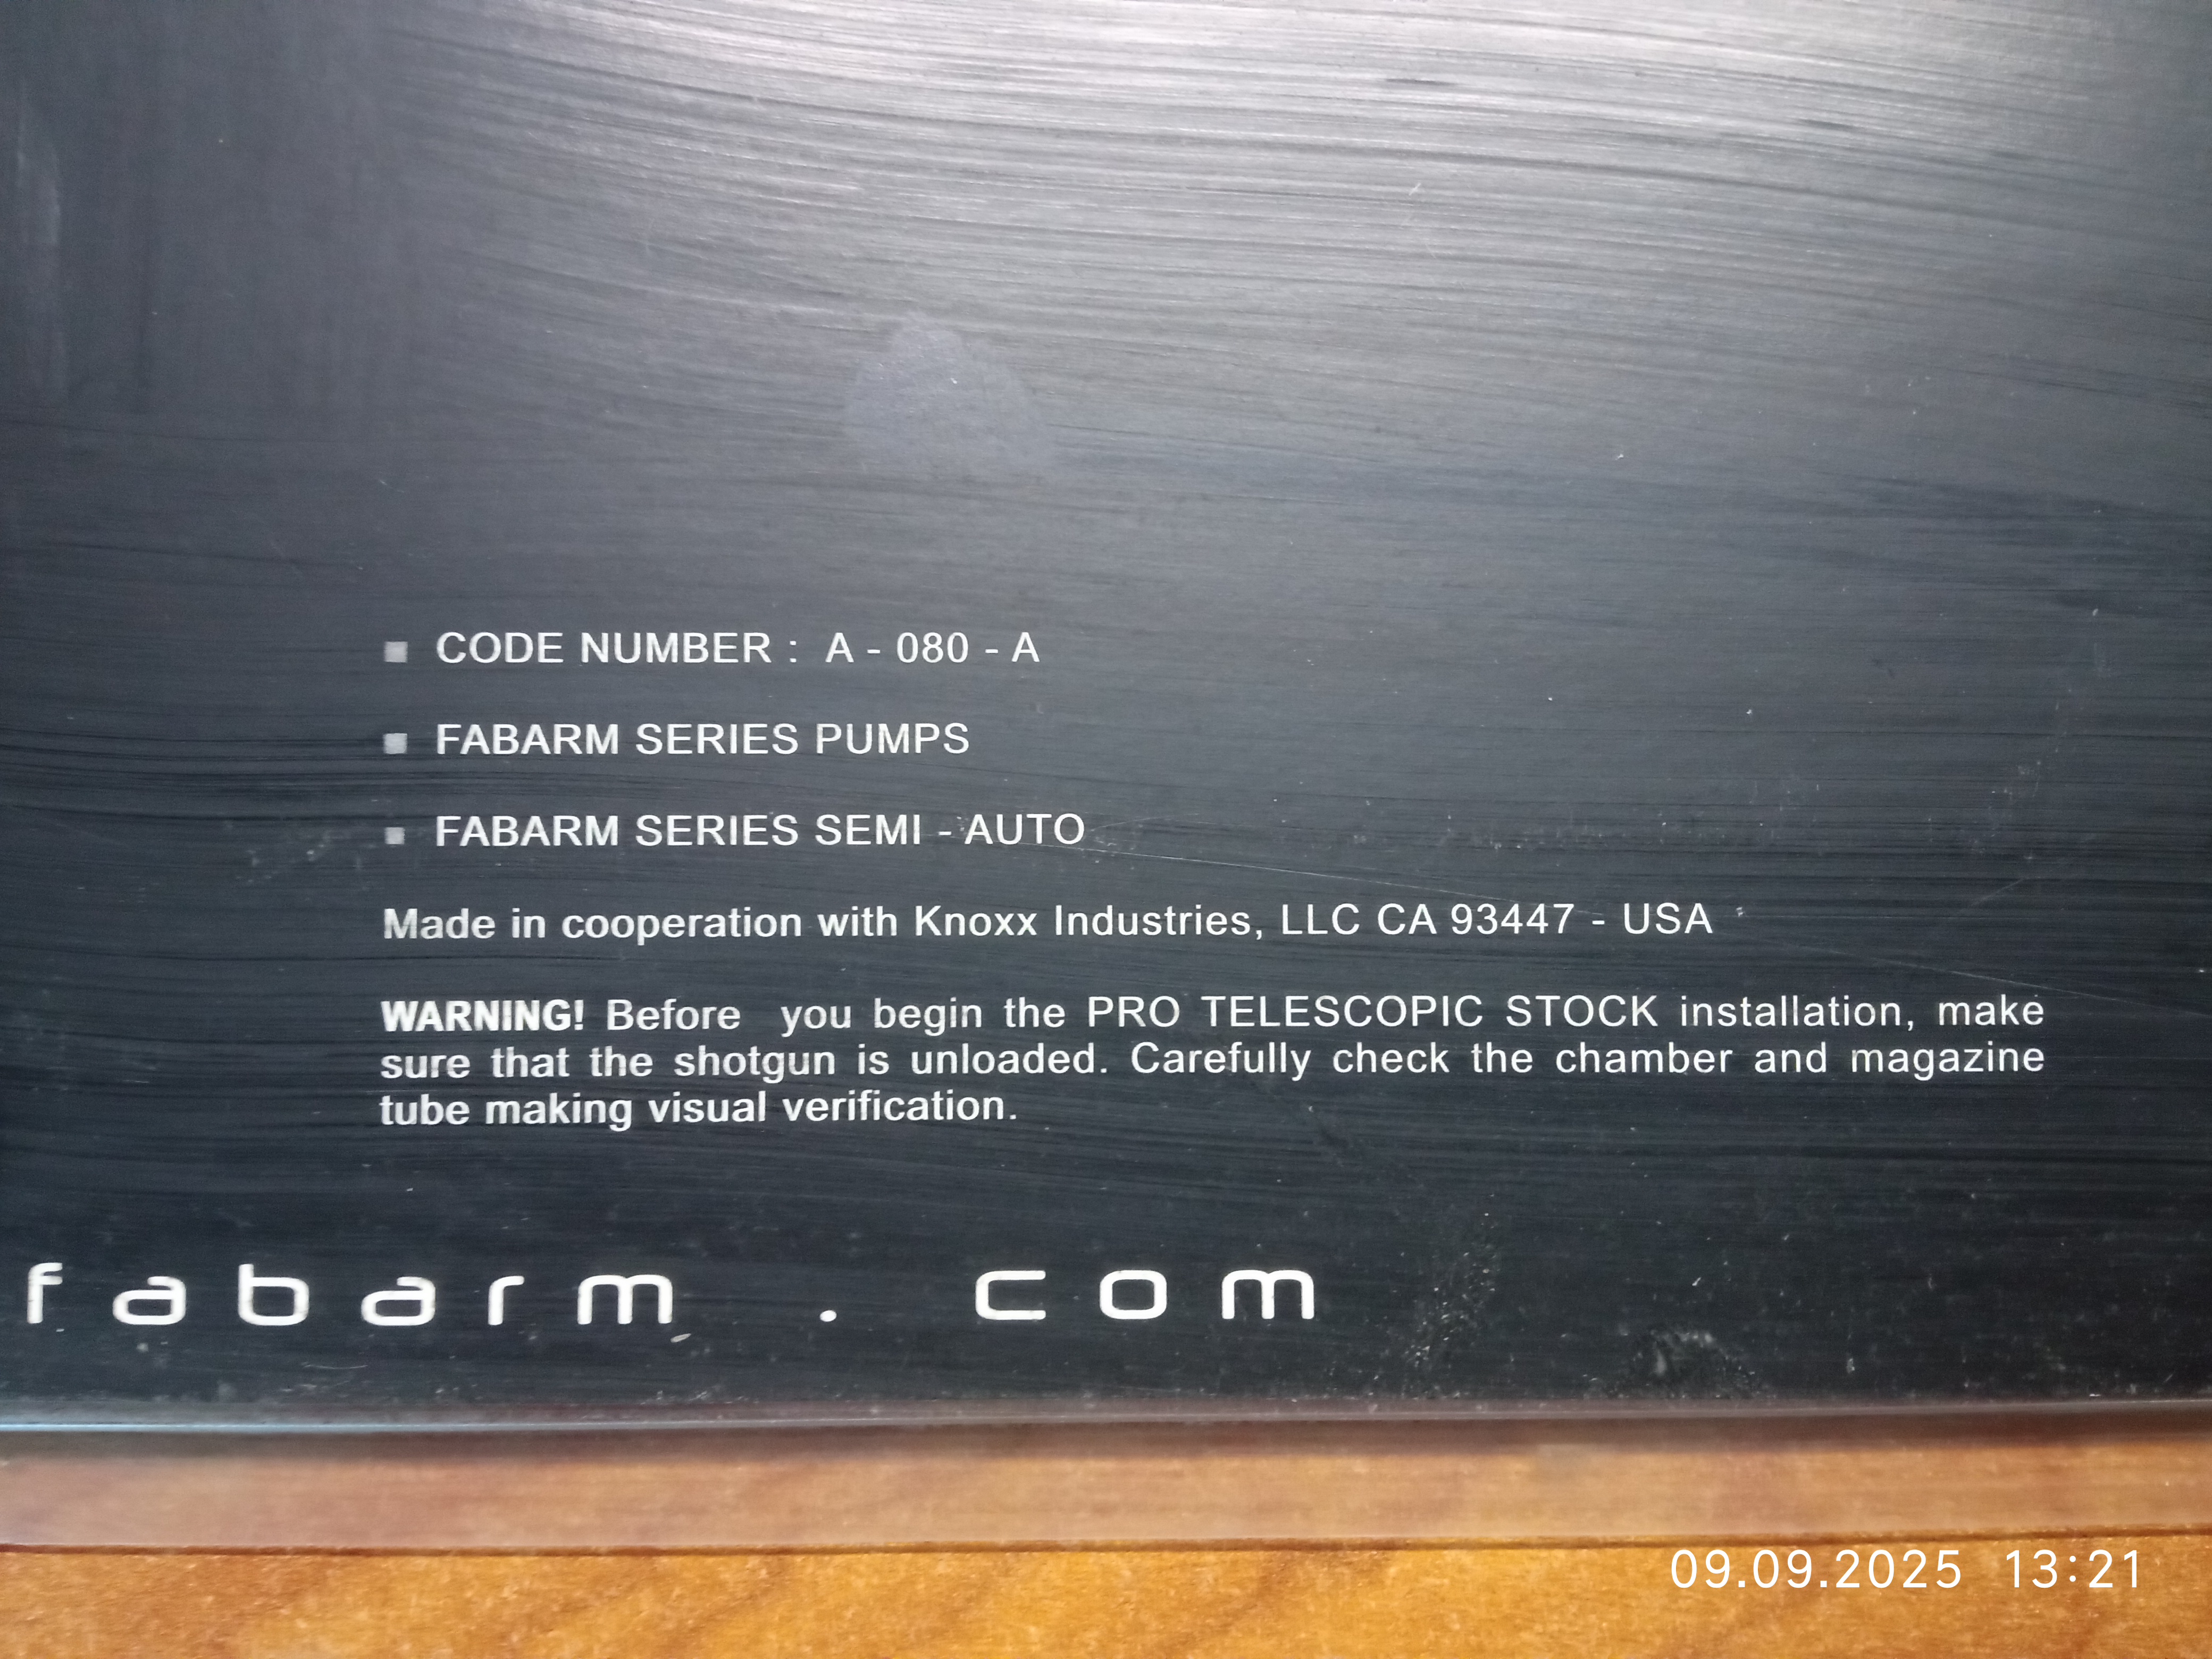 CODE NUMBER : A - 080 - A
FABARM SERIES PUMPS
FABARM SERIES SEMI - AUTO
Made in cooperation with Knoxx Industries, LLC CA 93447 - USA
WARNING! Before you begin the PRO TELESCOPIC STOCK installation, make
sure that the shotgun is unloaded. Carefully check the chamber and magazine
tube making visual verification.
fabarm . com
09.09.2025 13:21